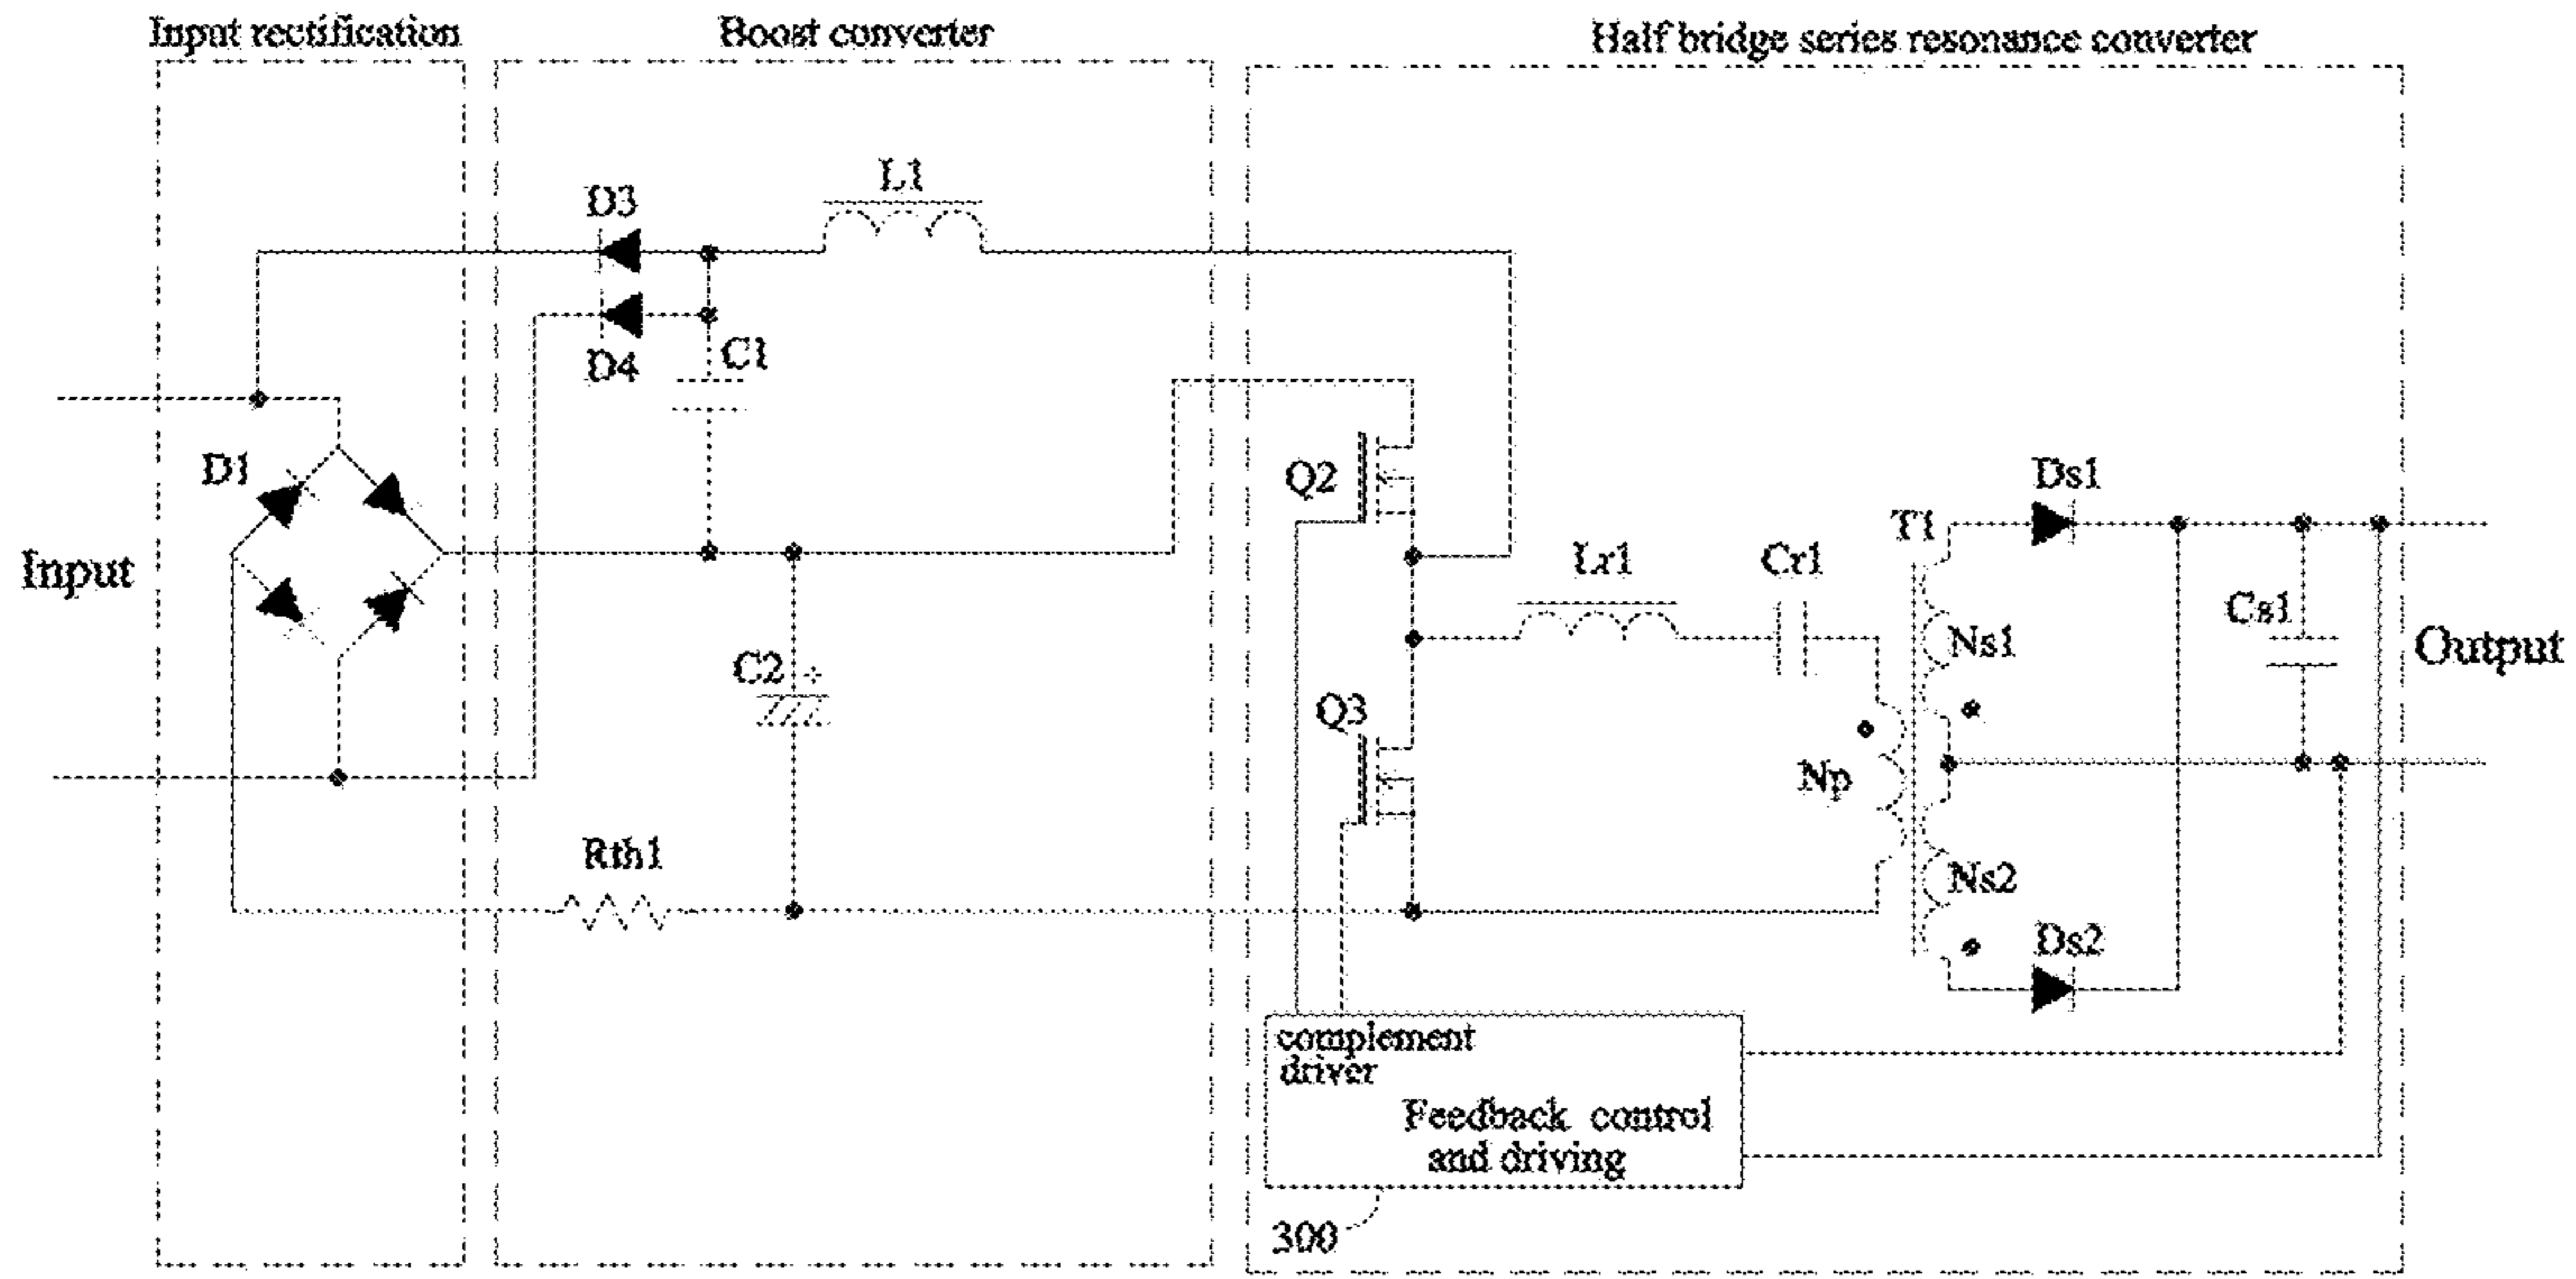 Input rectification
Boost converter
Half bridge series resonance converter
L1
D3
D4
C1
D1
Q2
Ds1
T1
Input
Lr1
Cr1
Cs1
Ns1
Output
C2
+
Q3
Np
Rth1
Ns2
Ds2
complement
driver
Feedback control
and driving
300